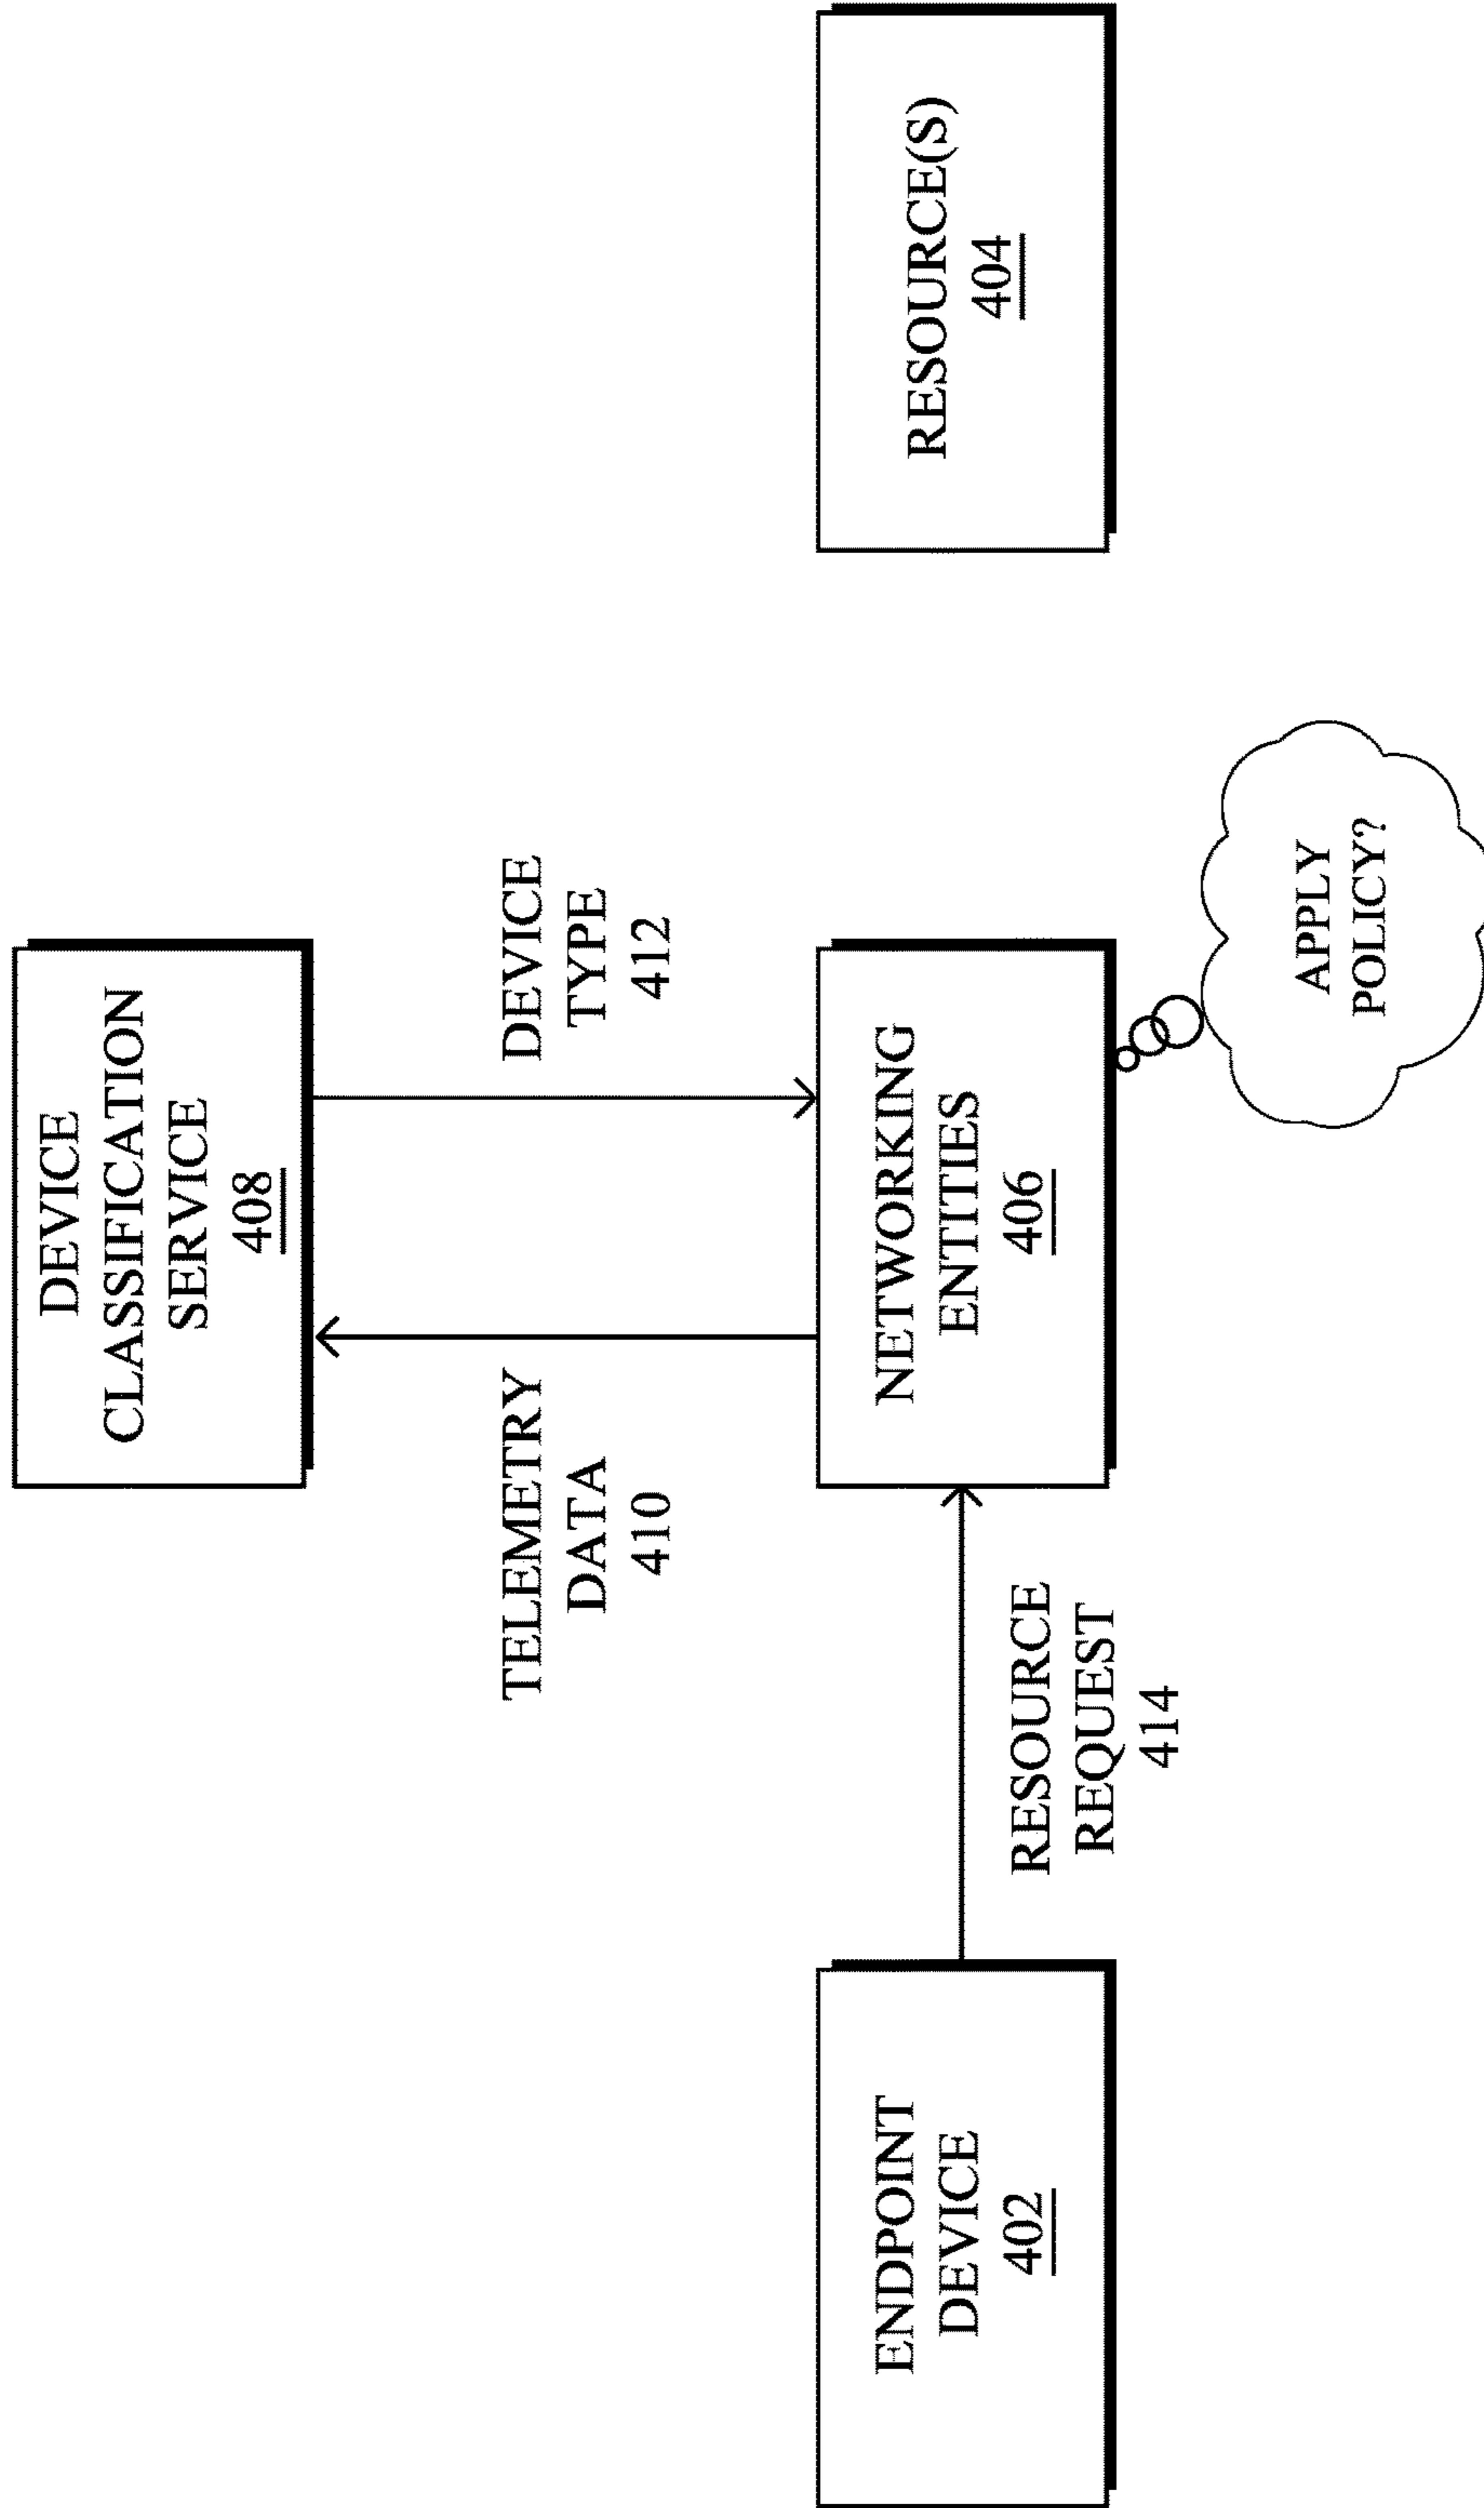 DEVICE
CLASSIFICATION
SERVICE
408
TELEMETRY
DATA
410
DEVICE
TYPE
412
ENDPOINT
DEVICE
402
RESOURCE
REQUEST
414
NETWORKING
ENTITIES
406
APPLY
POLICY?
RESOURCE(S)
404